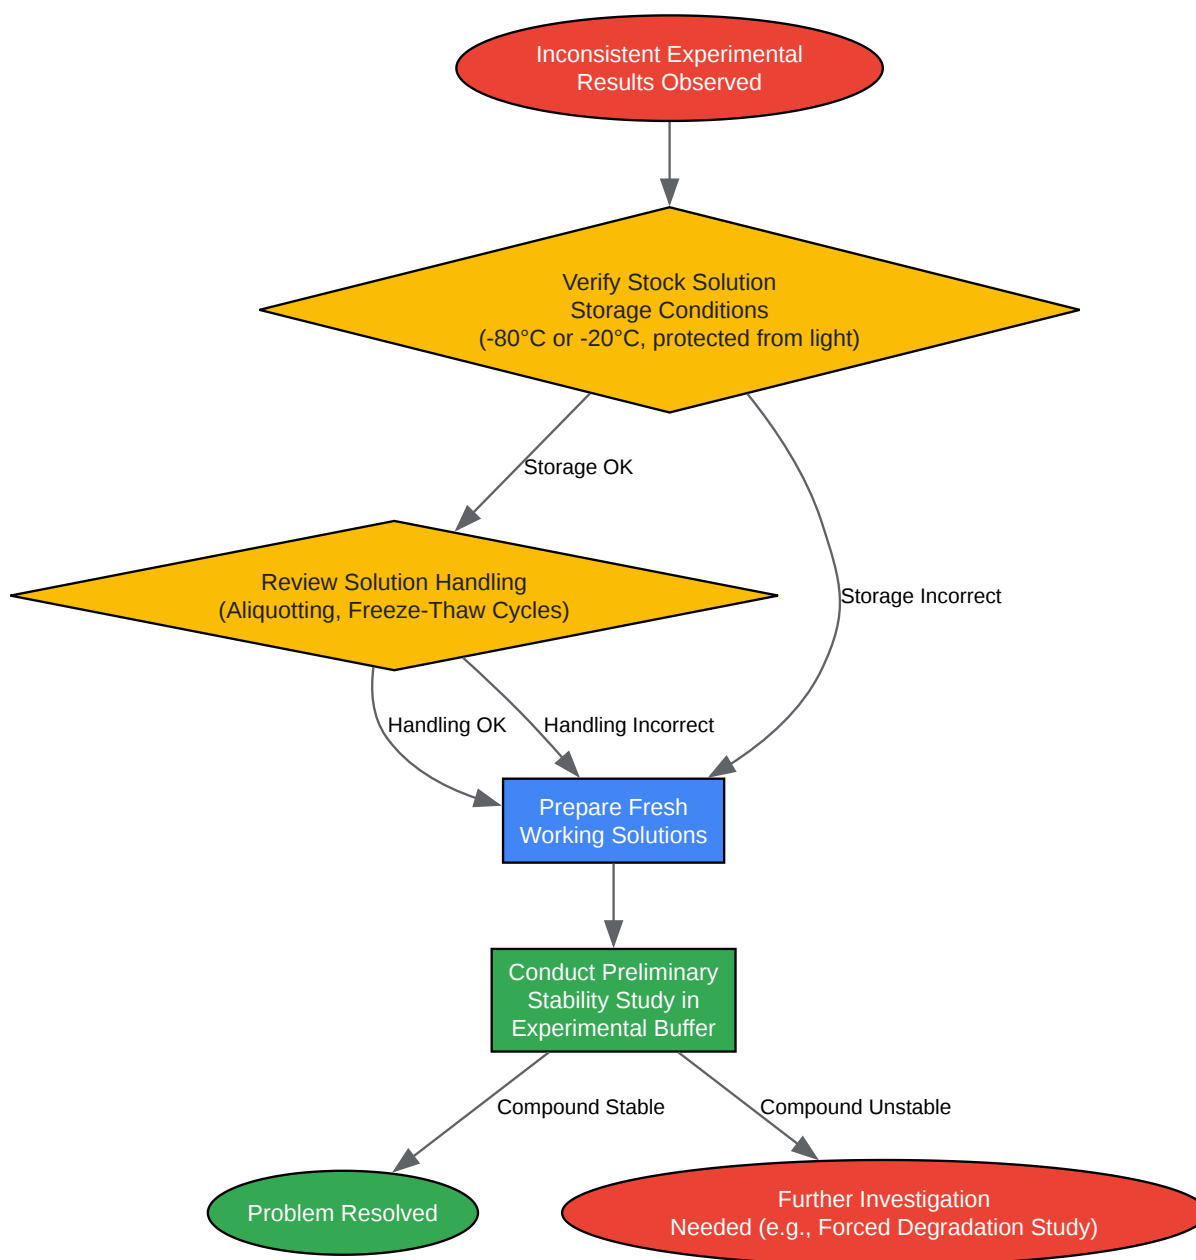 Inconsistent Experimental
Results Observed
Verify Stock Solution
Storage Conditions
(-80°C or -20°C, protected from light)
Storage OK
Review Solution Handling
(Aliquotting, Freeze-Thaw Cycles)
Storage Incorrect
Handling OK
Handling Incorrect
Prepare Fresh
Working Solutions
Conduct Preliminary
Stability Study in
Experimental Buffer
Compound Stable
Compound Unstable
Problem Resolved
Further Investigation
Needed (e.g., Forced Degradation Study)